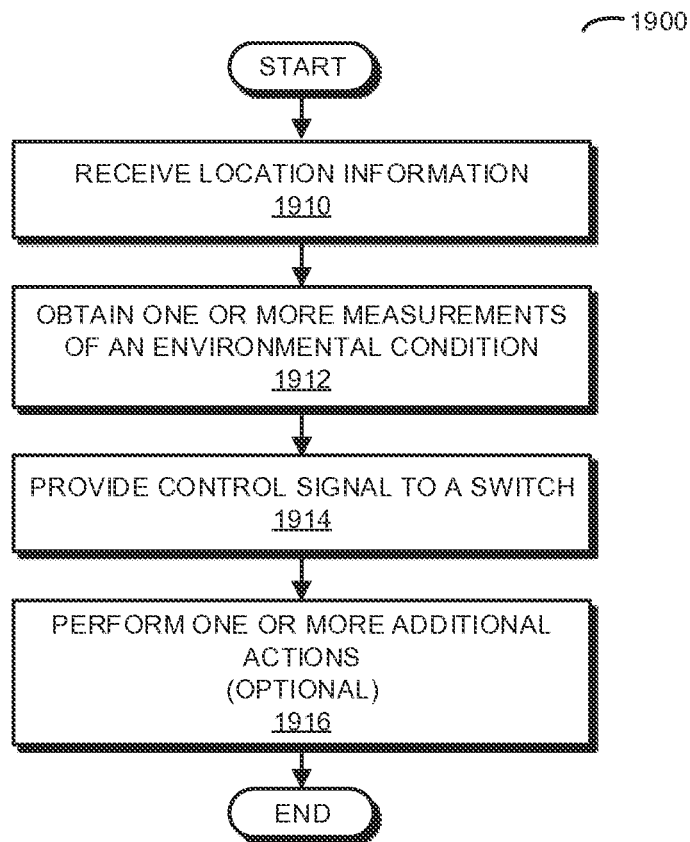 1900
START
RECEIVE LOCATION INFORMATION
1910
OBTAIN ONE OR MORE MEASUREMENTS
OF AN ENVIRONMENTAL CONDITION
1912
PROVIDE CONTROL SIGNAL TO A SWITCH
1914
PERFORM ONE OR MORE ADDITIONAL
ACTIONS
(OPTIONAL)
1916
END